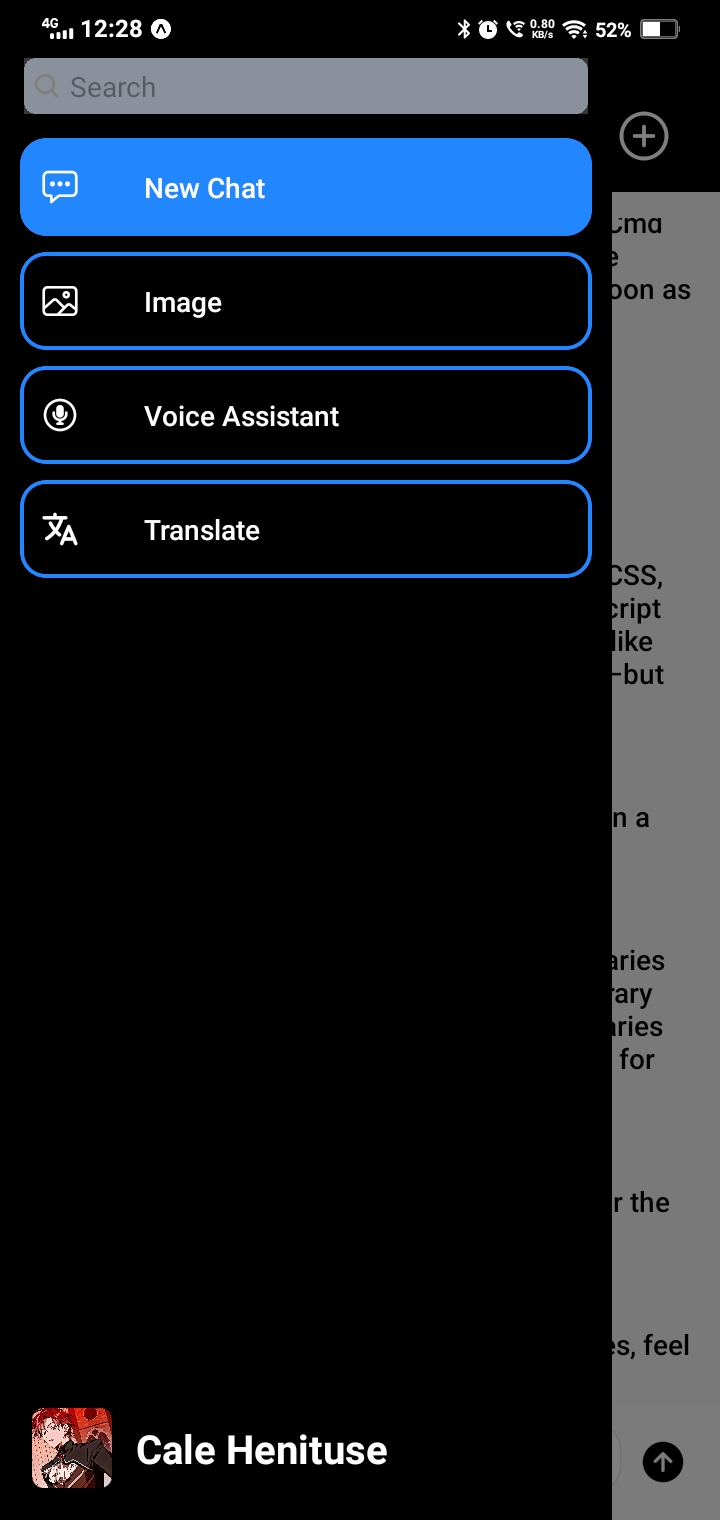 4G 12:28 0.80 KB/s 52%
Search
New Chat
e
oon as
Image
Voice Assistant
Translate
CSS,
cript
like
but
n a
aries
rary
aries
for
r the
es, feel
Cale Henituse